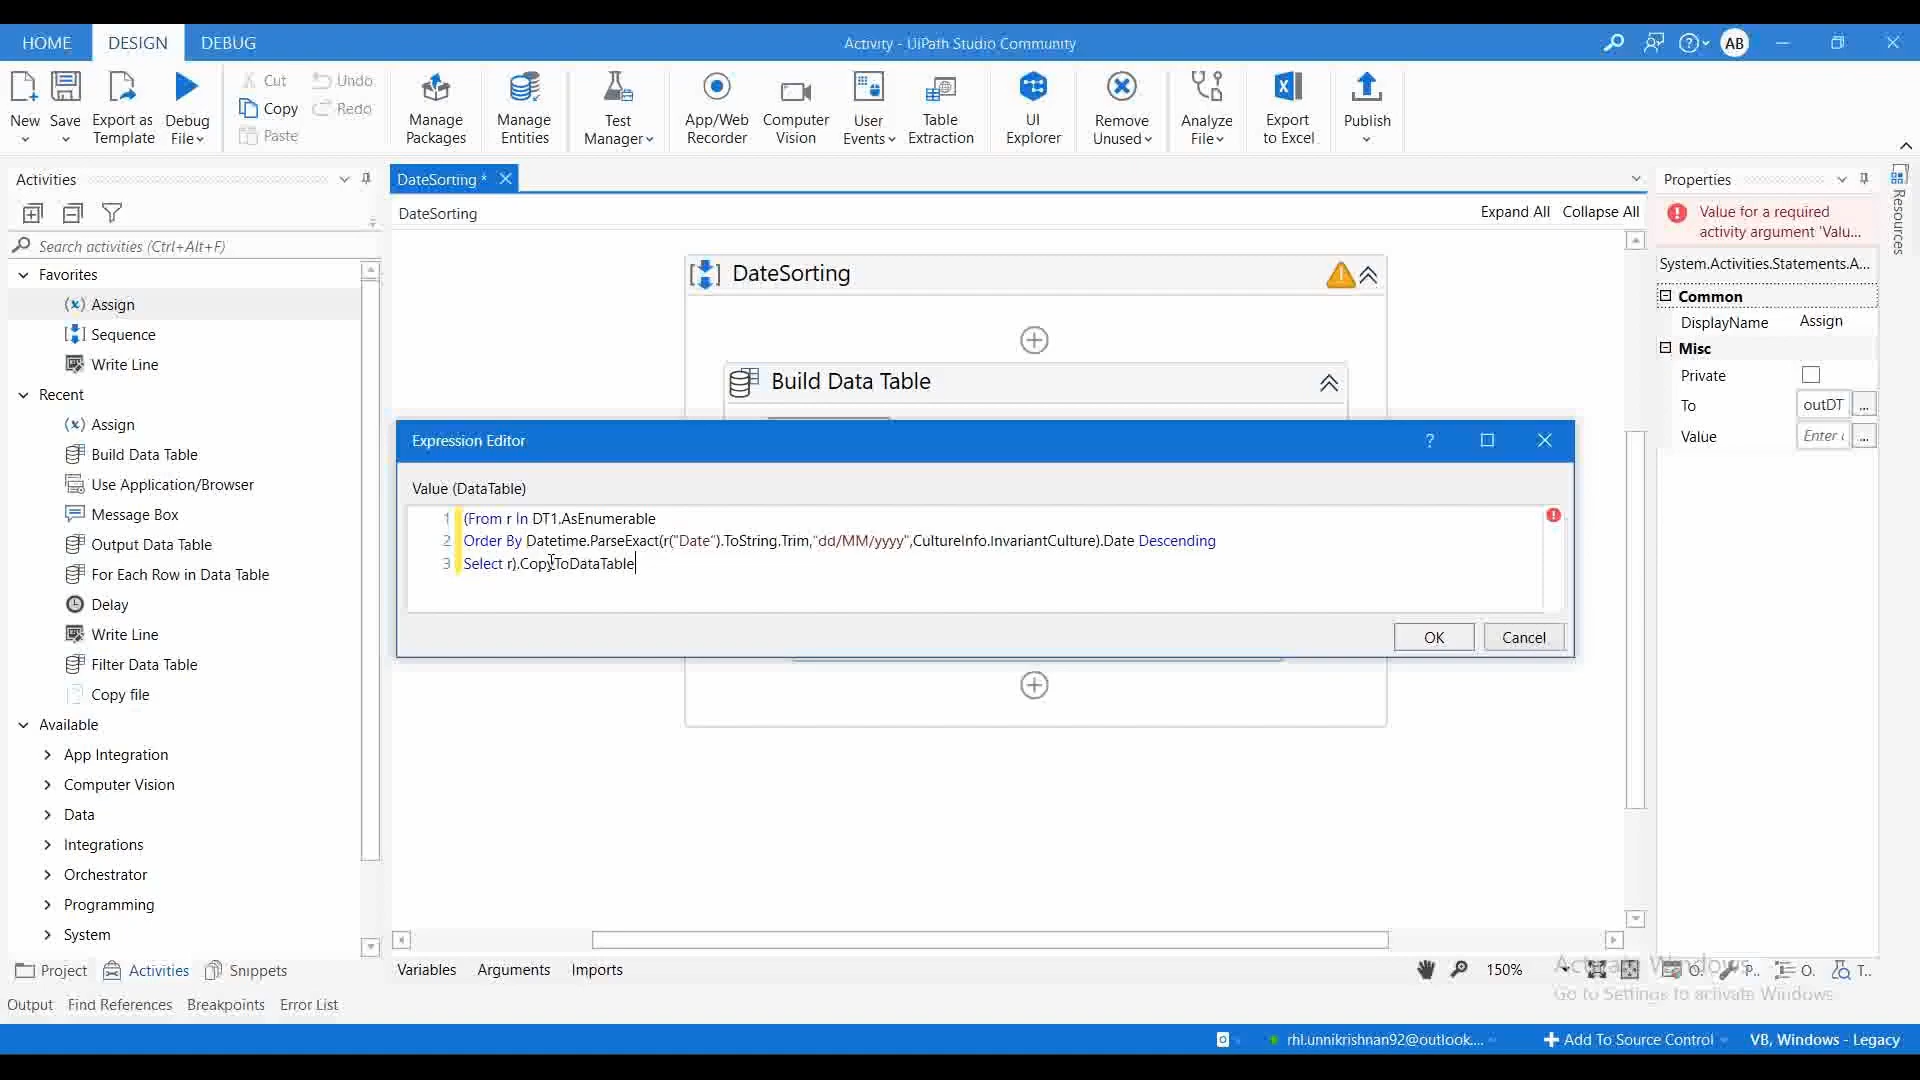 HOME
DESIGN
DEBUG
Activity - UiPath Studio Community
AB
New
Save
Export as
Template
Debug
File
Cut
Copy
Paste
Undo
Redo
Manage
Packages
Manage
Entities
Test
Manager
App/Web
Recorder
Computer
Vision
User
Events
Table
Extraction
UI
Explorer
Remove
Unused
Analyze
File
Export
to Excel
Publish
Activities
Search activities (Ctrl+Alt+F)
Favorites
Assign
Sequence
Write Line
Recent
Assign
Build Data Table
Use Application/Browser
Message Box
Output Data Table
For Each Row in Data Table
Delay
Write Line
Filter Data Table
Copy file
Available
App Integration
Computer Vision
Data
Integrations
Orchestrator
Programming
System
Project
Activities
Snippets
DateSorting *
DateSorting
Expand All
Collapse All
DateSorting
Build Data Table
Expression Editor
?
Value (DataTable)
1 (From r In DT1.AsEnumerable
2 Order By Datetime.ParseExact(r("Date").ToString.Trim,"dd/MM/yyyy",CultureInfo.InvariantCulture).Date Descending
3 Select r).CopyToDataTable
OK
Cancel
Properties
Value for a required
activity argument 'Valu...
System.Activities.Statements.A...
Common
DisplayName
Assign
Misc
Private
To
outDT
...
Value
Enter
...
Resources
Variables
Arguments
Imports
150%
O.
P..
O.
T..
Activate Windows
Go to Settings to activate Windows.
Output
Find References
Breakpoints
Error List
rhl.unnikrishnan92@outlook....
Add To Source Control
VB, Windows - Legacy